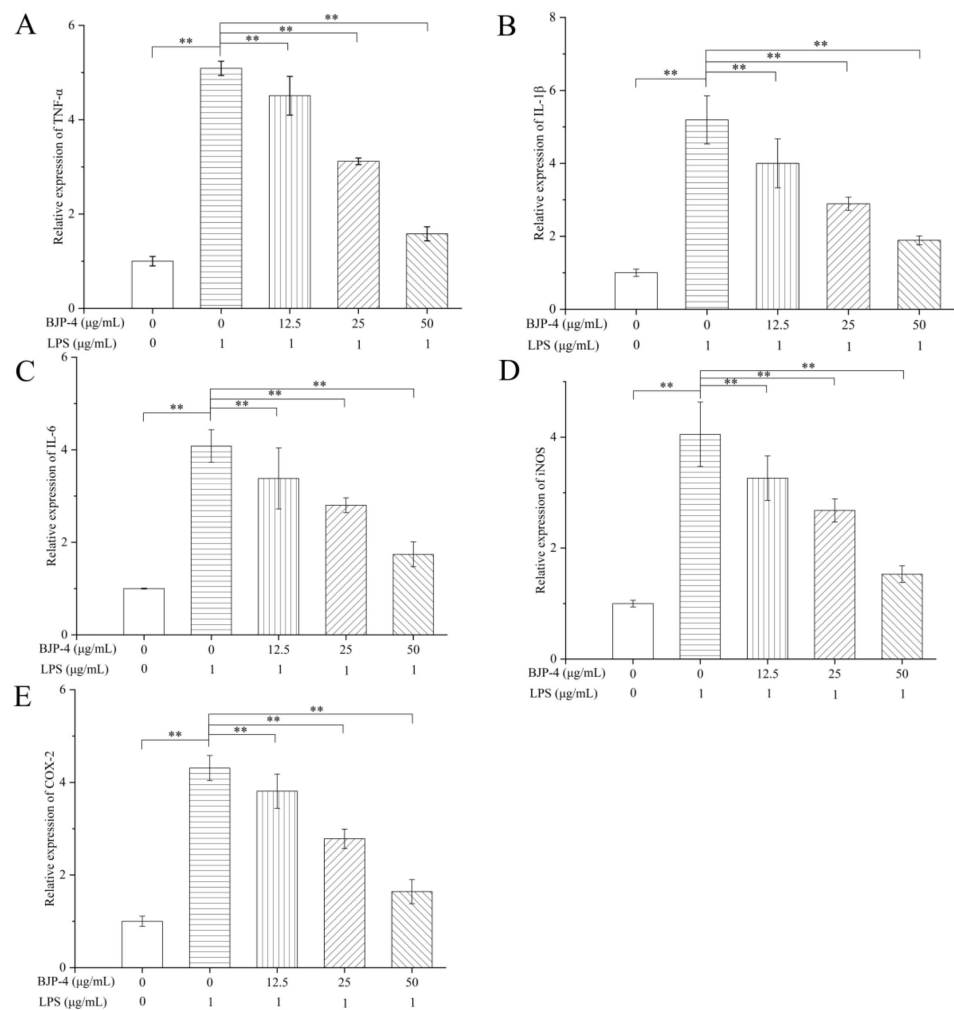 A
Relative expression of TNF-α
6
4
2
0
** ** ** **
BJP-4 (μg/mL) 0 0 12.5 25 50
LPS (μg/mL) 0 1 1 1 1
B
Relative expression of IL-1β
8
6
4
2
0
** ** ** **
BJP-4 (μg/mL) 0 0 12.5 25 50
LPS (μg/mL) 0 1 1 1 1
C
Relative expression of IL-6
6
4
2
0
** ** ** **
BJP-4 (μg/mL) 0 0 12.5 25 50
LPS (μg/mL) 0 1 1 1 1
D
Relative expression of iNOS
4
2
0
** ** ** **
BJP-4 (μg/mL) 0 0 12.5 25 50
LPS (μg/mL) 0 1 1 1 1
E
Relative expression of COX-2
6
4
2
0
** ** ** **
BJP-4 (μg/mL) 0 0 12.5 25 50
LPS (μg/mL) 0 1 1 1 1